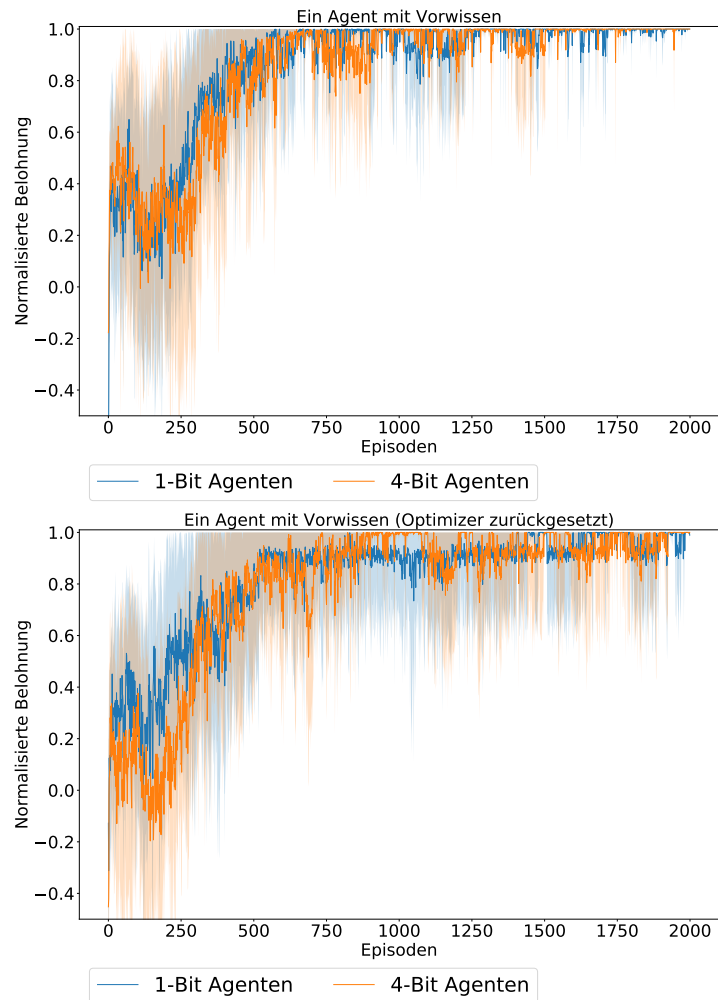 Ein Agent mit Vorwissen
Normalisierte Belohnung
1.0
0.8
0.6
0.4
0.2
0.0
−0.2
−0.4
0 250 500 750 1000 1250 1500 1750 2000
Episoden
1-Bit Agenten 4-Bit Agenten
Ein Agent mit Vorwissen (Optimizer zurückgesetzt)
Normalisierte Belohnung
1.0
0.8
0.6
0.4
0.2
0.0
−0.2
−0.4
0 250 500 750 1000 1250 1500 1750 2000
Episoden
1-Bit Agenten 4-Bit Agenten